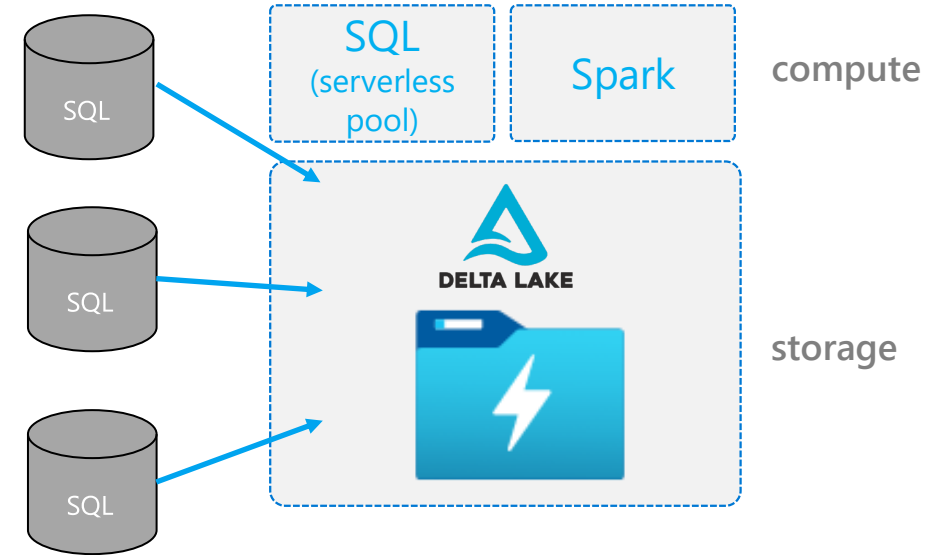 SQL
SQL
SQL
SQL
(serverless
pool)
Spark
compute
DELTA LAKE
storage